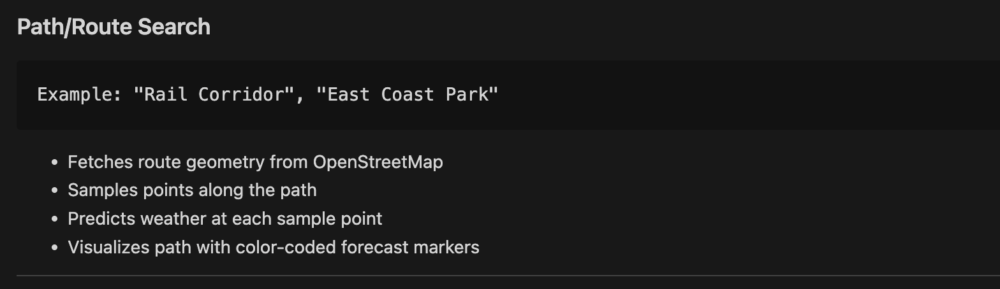 Path/Route Search
Example: "Rail Corridor", "East Coast Park"
• Fetches route geometry from OpenStreetMap
• Samples points along the path
• Predicts weather at each sample point
• Visualizes path with color-coded forecast markers